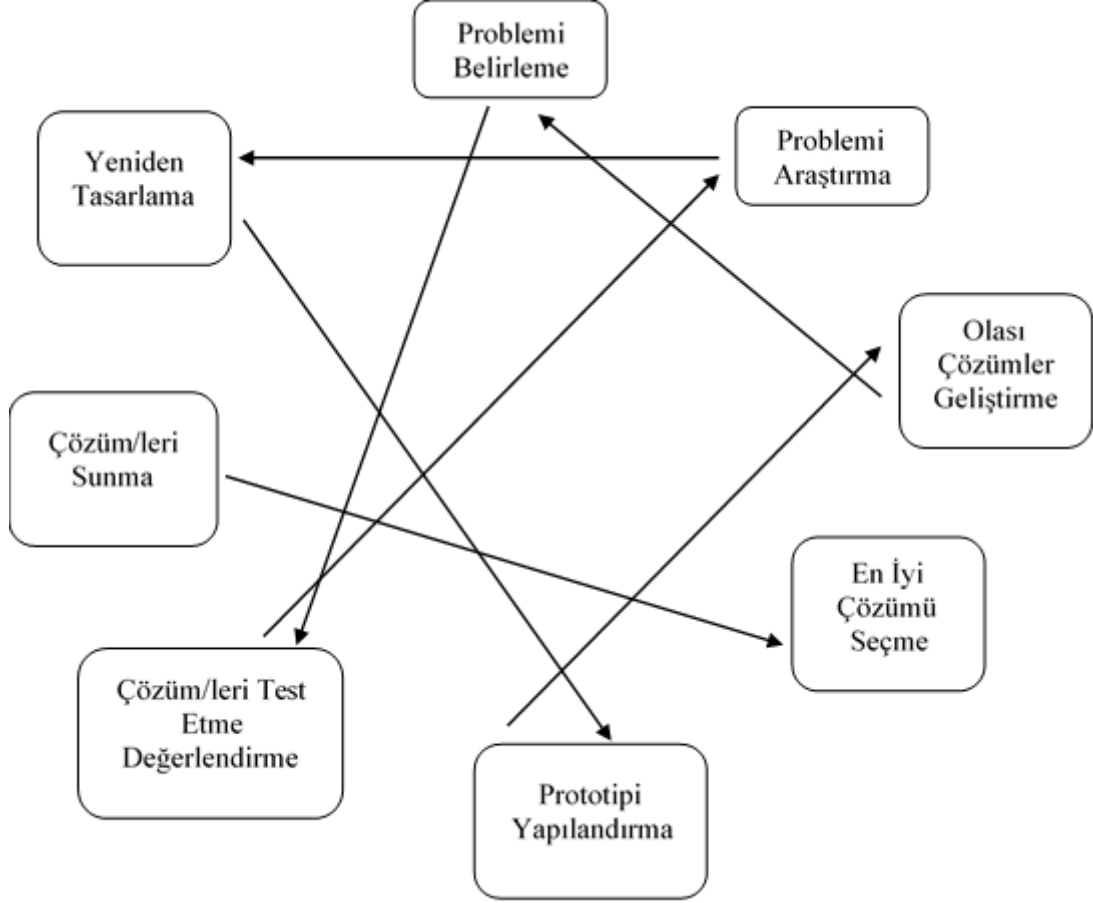 Problemi
Belirleme
Problemi
Araştırma
Yeniden
Tasarlama
Olası
Çözümler
Geliştirme
Çözüm/leri
Sunma
En İyi
Çözümü
Seçme
Çözüm/leri Test
Etme
Değerlendirme
Prototipi
Yapılandırma